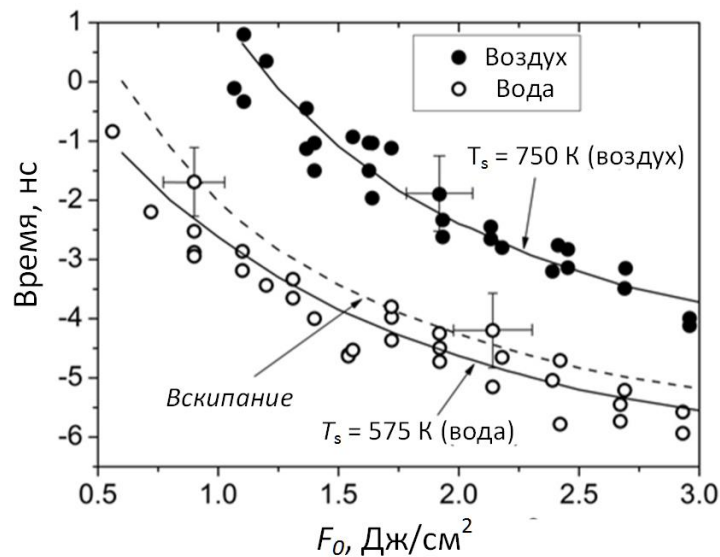 1
0
-1
-2
-3
-4
-5
-6
Время, нс
Воздух
Вода
T_s = 750 К (воздух)
Вскипание
T_s = 575 К (вода)
0.5
1.0
1.5
2.0
2.5
3.0
F_0, Дж/см²